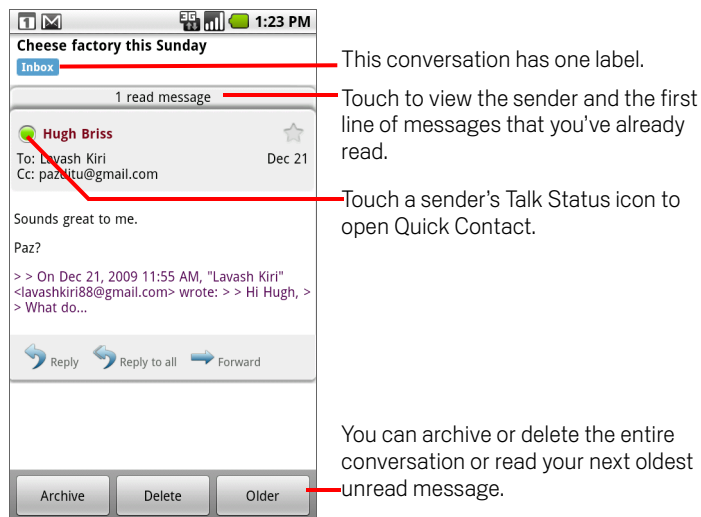 1 3G 1:23 PM
Cheese factory this Sunday
Inbox
This conversation has one label.
1 read message
Touch to view the sender and the first
line of messages that you've already
read.
Hugh Briss
To: Lavash Kiri Dec 21
Cc: pazditu@gmail.com
Touch a sender's Talk Status icon to
open Quick Contact.
Sounds great to me.
Paz?
> > On Dec 21, 2009 11:55 AM, "Lavash Kiri"
<lavashkiri88@gmail.com> wrote: > > Hi Hugh, >
> What do...
Reply Reply to all Forward
You can archive or delete the entire
conversation or read your next oldest
unread message.
Archive Delete Older